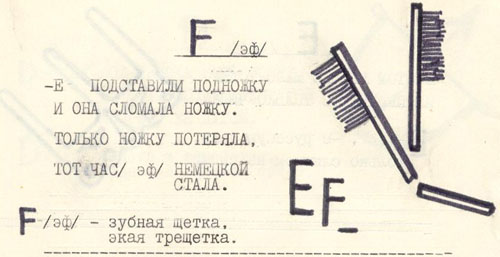 F /эф/
-Е ПОДСТАВИЛИ ПОДНОЖКУ
И ОНА СЛОМАЛА НОЖКУ.
ТОЛЬКО НОЖКУ ПОТЕРЯЛА,
ТОТ ЧАС/ эф/ НЕМЕЦКОЙ
СТАЛА.
E F_
F /эф/ - зубная щетка,
экая трещетка.